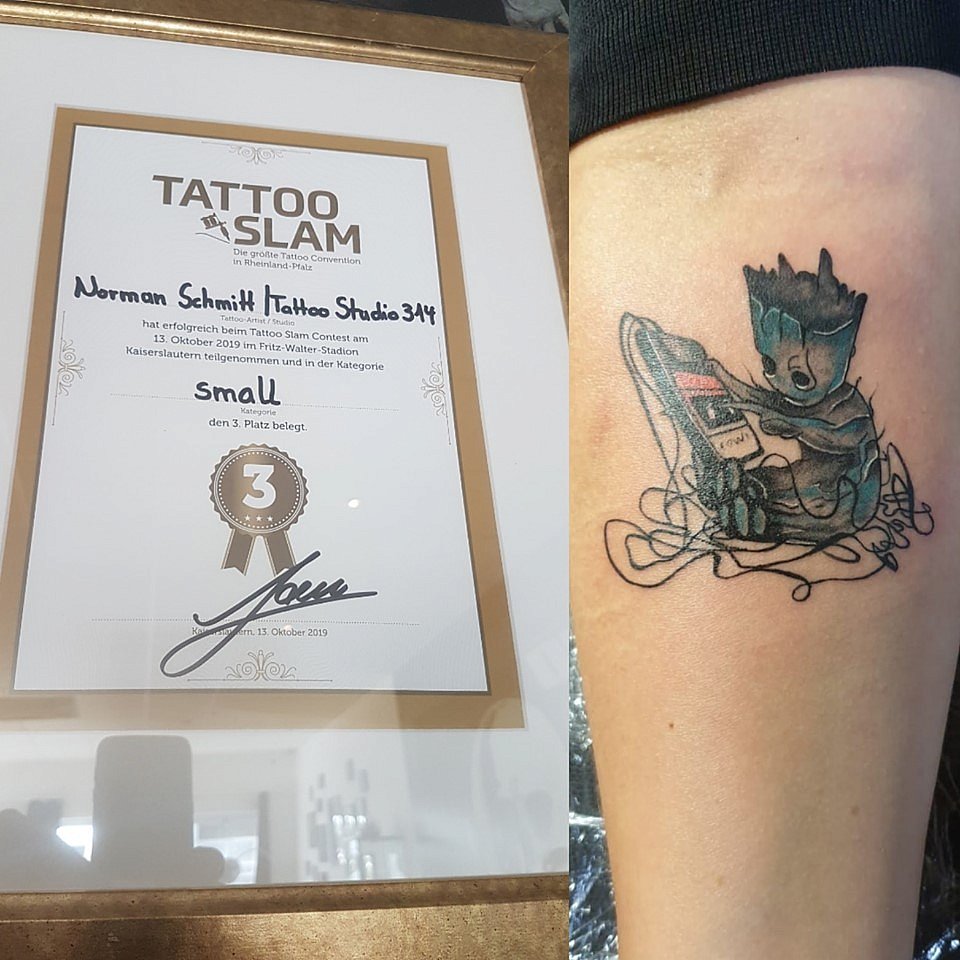 TATTOO
SLAM
Die größte Tattoo Convention
in Rheinland-Pfalz
Norman Schmitt | Tattoo Studio 314
Tattoo-Artist / Studio
hat erfolgreich beim Tattoo Slam Contest am
13. Oktober 2019 im Fritz-Walter-Stadion
Kaiserslautern teilgenommen und in der Kategorie
small
Kategorie
den 3. Platz belegt.
3
Kaiserslautern, 13. Oktober 2019